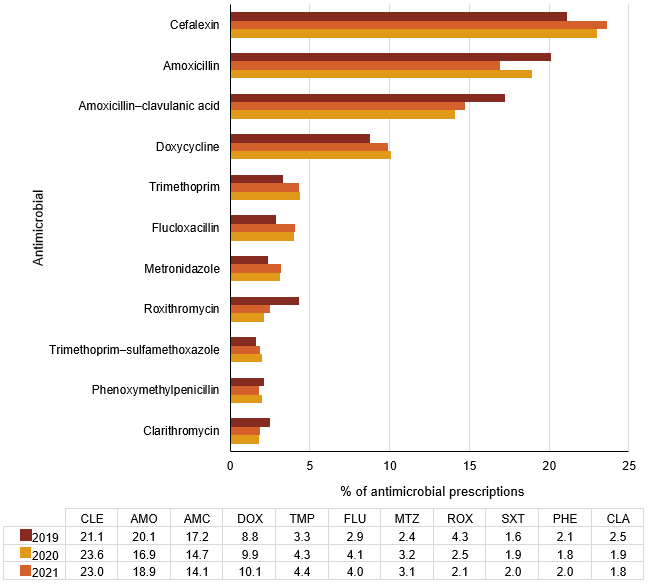 Cefalexin
Amoxicillin
Amoxicillin–clavulanic acid
Doxycycline
Trimethoprim
Flucloxacillin
Metronidazole
Roxithromycin
Trimethoprim–sulfamethoxazole
Phenoxymethylpenicillin
Clarithromycin
Antimicrobial
0 5 10 15 20 25
% of antimicrobial prescriptions
CLE AMO AMC DOX TMP FLU MTZ ROX SXT PHE CLA
2019 21.1 20.1 17.2 8.8 3.3 2.9 2.4 4.3 1.6 2.1 2.5
2020 23.6 16.9 14.7 9.9 4.3 4.1 3.2 2.5 1.9 1.8 1.9
2021 23.0 18.9 14.1 10.1 4.4 4.0 3.1 2.1 2.0 2.0 1.8